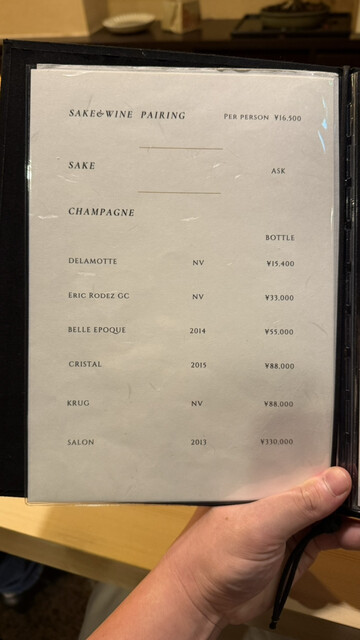 SAKE&WINE PAIRING PER PERSON ¥16,500
SAKE ASK
CHAMPAGNE
BOTTLE
DELAMOTTE NV ¥15,400
ERIC RODEZ GC NV ¥33,000
BELLE EPOQUE 2014 ¥55,000
CRISTAL 2015 ¥88,000
KRUG NV ¥88,000
SALON 2013 ¥330,000